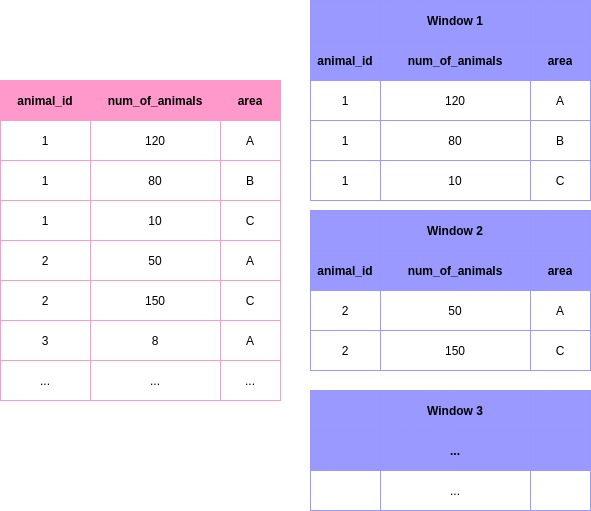 animal_id num_of_animals area
1 120 A
1 80 B
1 10 C
2 50 A
2 150 C
3 8 A
... ... ...
Window 1
animal_id num_of_animals area
1 120 A
1 80 B
1 10 C
Window 2
animal_id num_of_animals area
2 50 A
2 150 C
Window 3
...
...